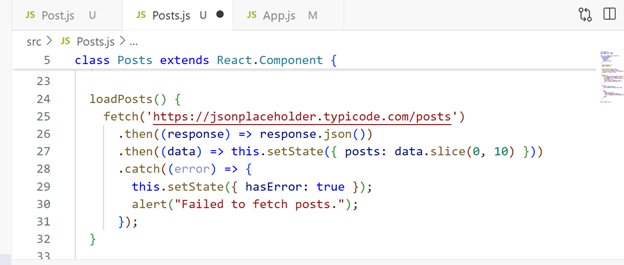 JS Post.js U JS Posts.js U JS App.js M
src > JS Posts.js > ...
5 class Posts extends React.Component {
23
24 loadPosts() {
25 fetch('https://jsonplaceholder.typicode.com/posts')
26 .then((response) => response.json())
27 .then((data) => this.setState({ posts: data.slice(0, 10) }))
28 .catch((error) => {
29 this.setState({ hasError: true });
30 alert("Failed to fetch posts.");
31 });
32 }
33